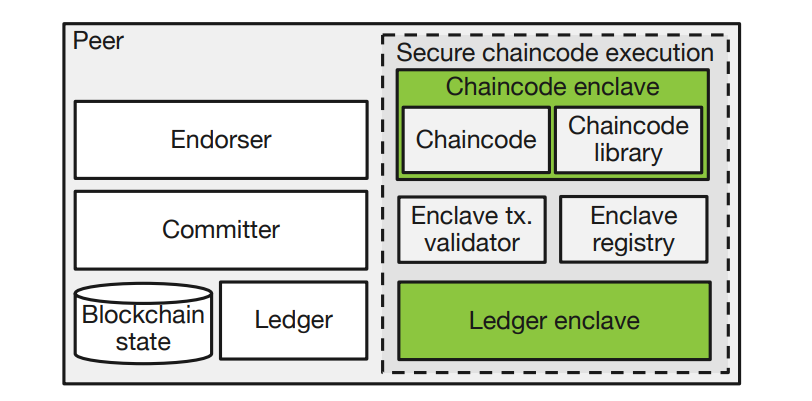 Peer
Endorser
Committer
Blockchain
state
Ledger
Secure chaincode execution
Chaincode enclave
Chaincode
Chaincode
library
Enclave tx.
validator
Enclave
registry
Ledger enclave